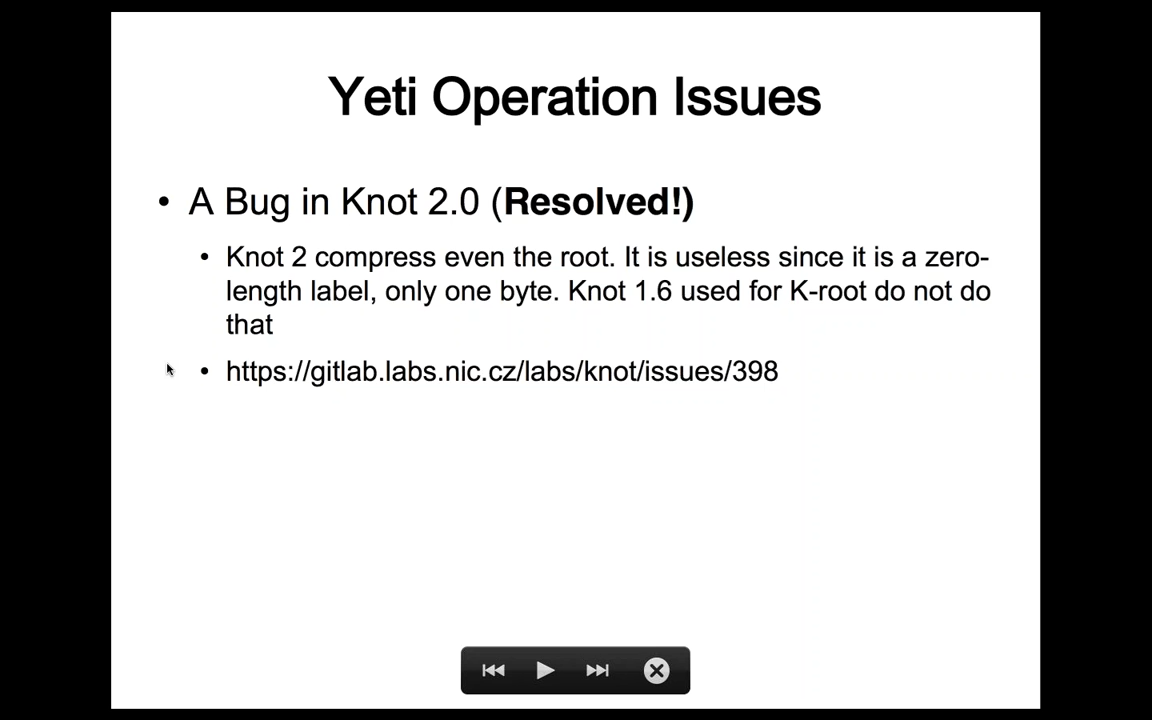 Yeti Operation Issues
• A Bug in Knot 2.0 (Resolved!)
• Knot 2 compress even the root. It is useless since it is a zero-
length label, only one byte. Knot 1.6 used for K-root do not do
that
• https://gitlab.labs.nic.cz/labs/knot/issues/398